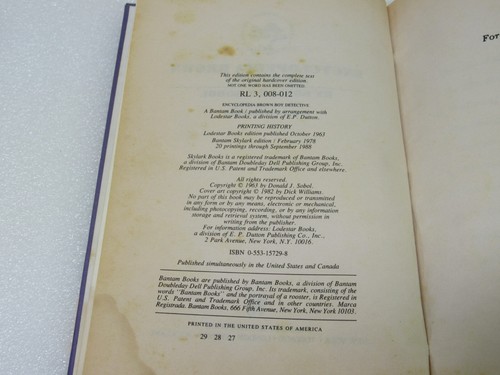 This edition contains the complete text
of the original hardcover edition.
NOT ONE WORD HAS BEEN OMITTED.
RL 3, 008-012
ENCYCLOPEDIA BROWN BOY DETECTIVE
A Bantam Book / published by arrangement with
Lodestar Books, a division of E.P. Dutton
PRINTING HISTORY
Lodestar Books edition published October 1963
Bantam Skylark edition / February 1978
20 printings through September 1988
Skylark Books is a registered trademark of Bantam Books,
a division of Bantam Doubleday Dell Publishing Group, Inc.
Registered in U.S. Patent and Trademark Office and elsewhere.
All rights reserved.
Copyright © 1963 by Donald J. Sobol.
Cover art copyright © 1982 by Dick Williams.
No part of this book may be reproduced or transmitted
in any form or by any means, electronic or mechanical,
including photocopying, recording, or by any information
storage and retrieval system, without permission in
writing from the publisher.
For information address: Lodestar Books,
a division of E. P. Dutton Publishing Co., Inc.,
2 Park Avenue, New York, N.Y. 10016.
ISBN 0-553-15729-8
Published simultaneously in the United States and Canada
Bantam Books are published by Bantam Books, a division of Bantam
Doubleday Dell Publishing Group, Inc. Its trademark, consisting of the
words "Bantam Books" and the portrayal of a rooster, is Registered in
U.S. Patent and Trademark Office and in other countries. Marca
Registrada. Bantam Books, 666 Fifth Avenue, New York, New York 10103.
PRINTED IN THE UNITED STATES OF AMERICA
29 28 27
For